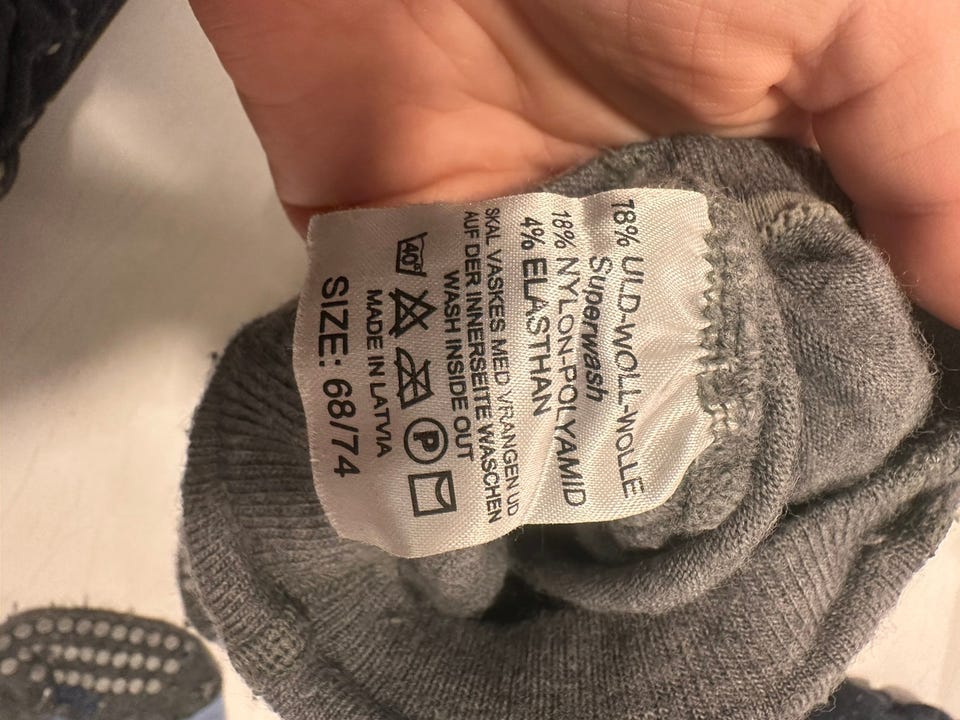 78% ULD-WOLL-WOLLE
Superwash
18% NYLON-POLYAMID
4% ELASTHAN
SKAL VASKES MED VRANGEN UD
AUF DER INNERSEITE WASCHEN
WASH INSIDE OUT
40° P
MADE IN LATVIA
SIZE: 68/74